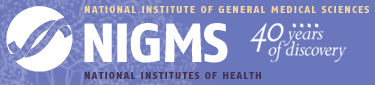 NATIONAL INSTITUTE OF GENERAL MEDICAL SCIENCES
NIGMS
40 years
of discovery
NATIONAL INSTITUTES OF HEALTH